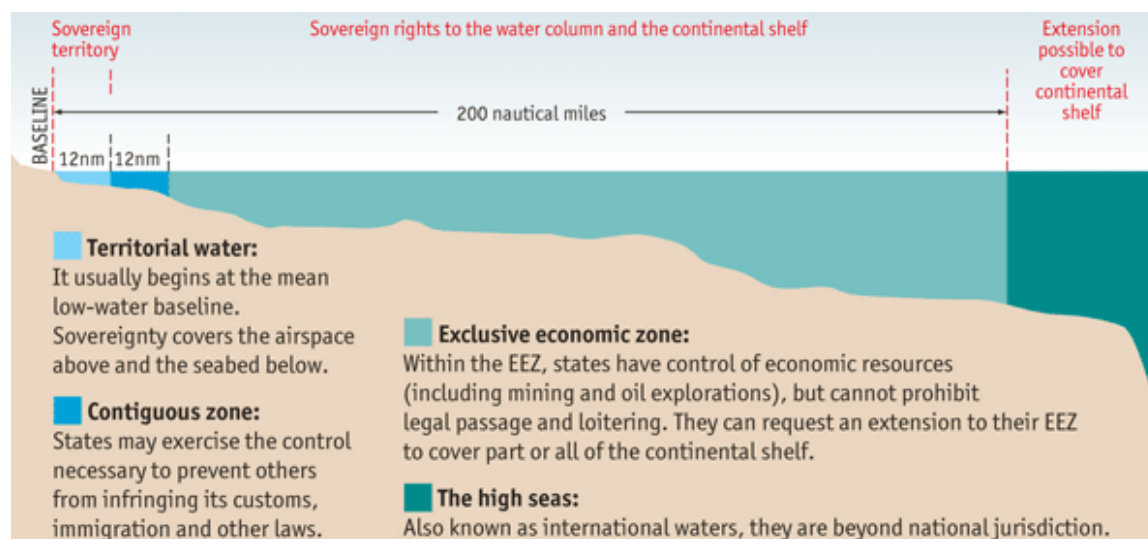 Sovereign
territory
Sovereign rights to the water column and the continental shelf
Extension
possible to
cover
continental
shelf
BASELINE
200 nautical miles
12nm
12nm
Territorial water:
It usually begins at the mean
low-water baseline.
Sovereignty covers the airspace
above and the seabed below.
Contiguous zone:
States may exercise the control
necessary to prevent others
from infringing its customs,
immigration and other laws.
Exclusive economic zone:
Within the EEZ, states have control of economic resources
(including mining and oil explorations), but cannot prohibit
legal passage and loitering. They can request an extension to their EEZ
to cover part or all of the continental shelf.
The high seas:
Also known as international waters, they are beyond national jurisdiction.